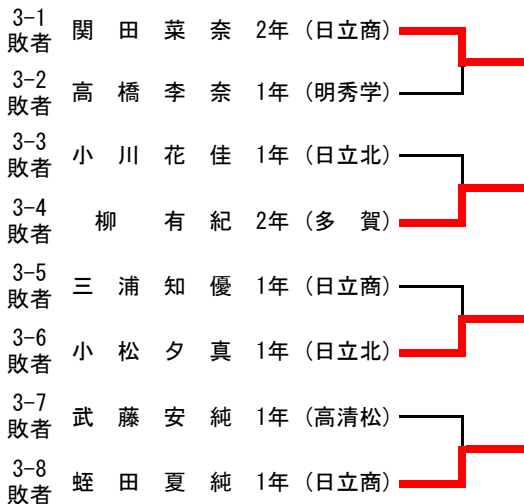 3-1
敗者 関田菜奈 2年 (日立商)
3-2
敗者 高橋李奈 1年 (明秀学)
3-3
敗者 小川花佳 1年 (日立北)
3-4
敗者 柳 有紀 2年 (多 賀)
3-5
敗者 三浦知優 1年 (日立商)
3-6
敗者 小松夕真 1年 (日立北)
3-7
敗者 武藤安純 1年 (高清松)
3-8
敗者 蛭田夏純 1年 (日立商)